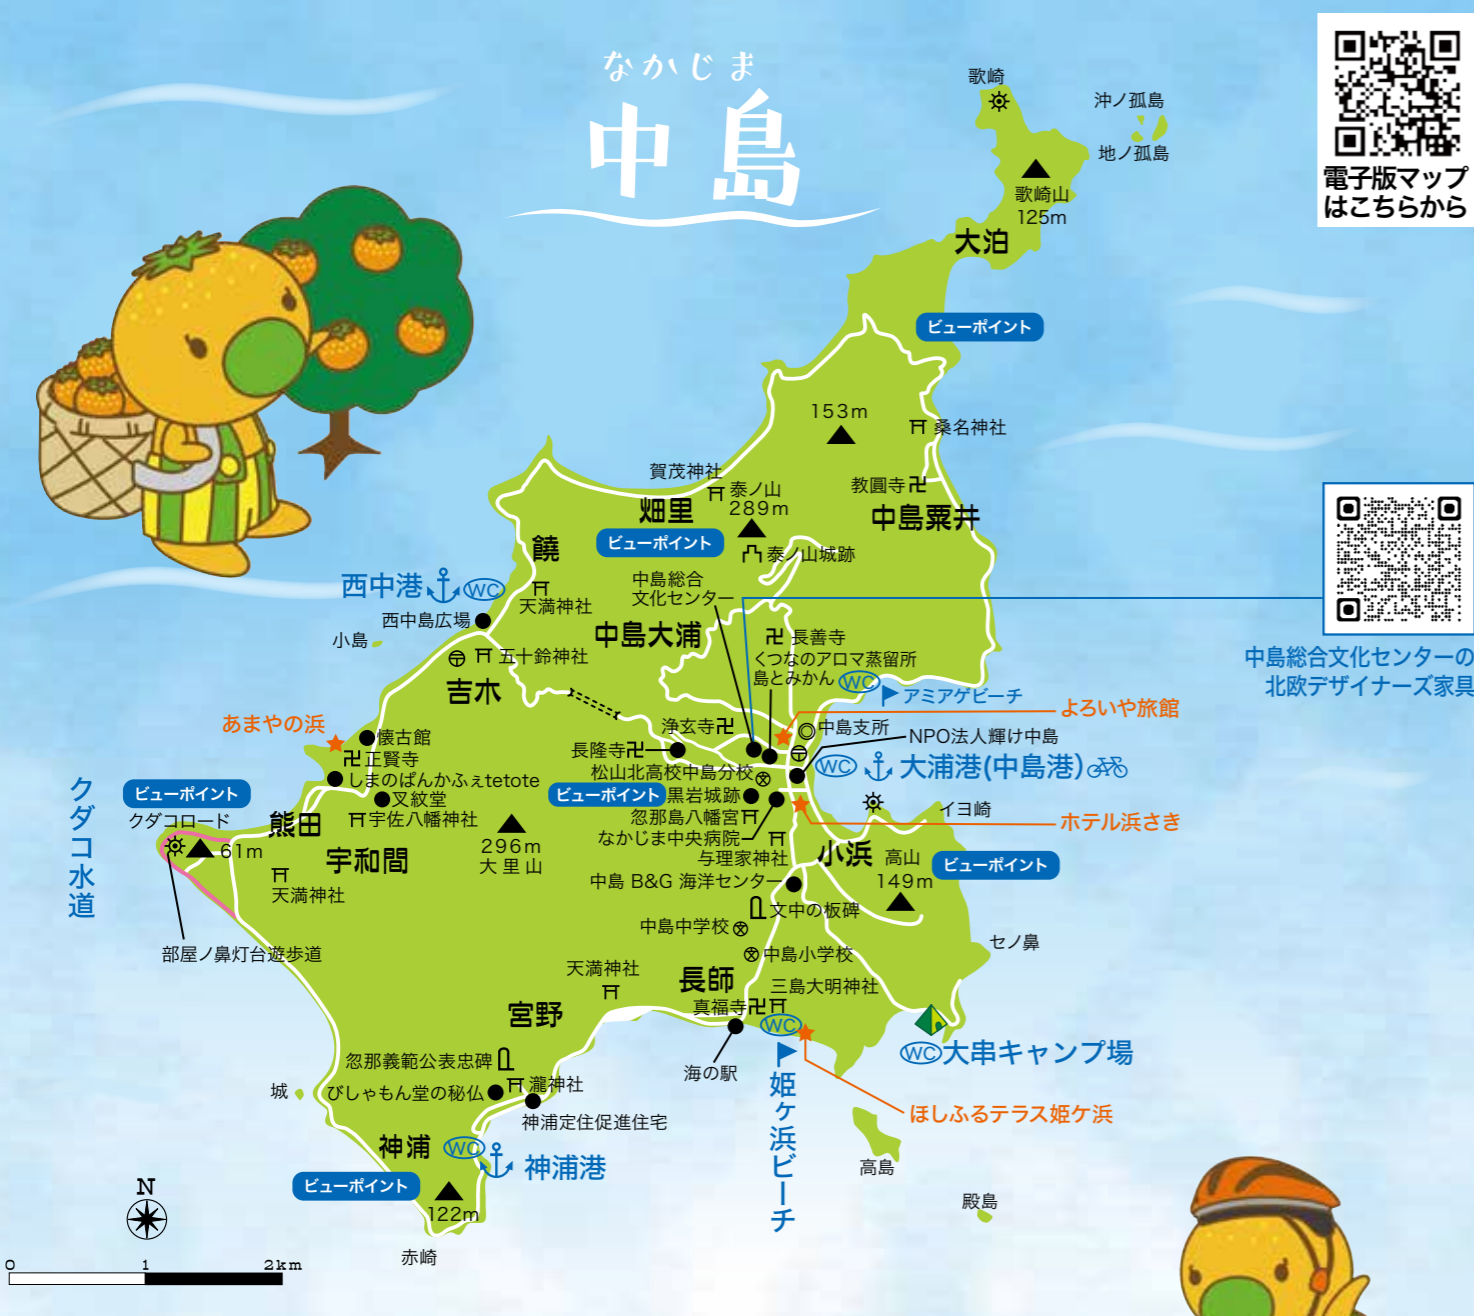 なかじま
中島
電子版マップ
はこちらから
歌崎
沖ノ孤島
地ノ孤島
歌崎山
125m
大泊
ビューポイント
153m
桑名神社
賀茂神社
泰ノ山
289m
教圓寺
畑里
中島粟井
ビューポイント
泰ノ山城跡
饒
天満神社
西中港
WC
西中島広場
小島
五十鈴神社
吉木
中島総合
文化センター
中島大浦
長善寺
くつなのアロマ蒸留所
島とみかん
WC
アミアゲビーチ
中島総合文化センターの
北欧デザイナーズ家具
よろいや旅館
浄玄寺
中島支所
NPO法人輝け中島
長隆寺
松山北高校中島分校
WC
大浦港(中島港)
ビューポイント
黒岩城跡
忽那島八幡宮
なかじま中央病院
与理家神社
イヨ崎
ホテル浜さき
あまやの浜
懐古館
正賢寺
しまのぱんかふぇtetote
叉紋堂
宇佐八幡神社
クダコ水道
ビューポイント
クダコロード
熊田
61m
宇和間
296m
大里山
天満神社
部屋ノ鼻灯台遊歩道
小浜
高山
149m
ビューポイント
中島 B&G 海洋センター
文中の板碑
中島中学校
中島小学校
セノ鼻
天満神社
長師
三島大明神社
真福寺
WC
宮野
海の駅
姫ヶ浜ビーチ
WC
大串キャンプ場
ほしふるテラス姫ケ浜
忽那義範公表忠碑
城
びしゃもん堂の秘仏
瀧神社
神浦定住促進住宅
神浦
WC
神浦港
ビューポイント
122m
赤崎
高島
殿島
N
0 1 2km